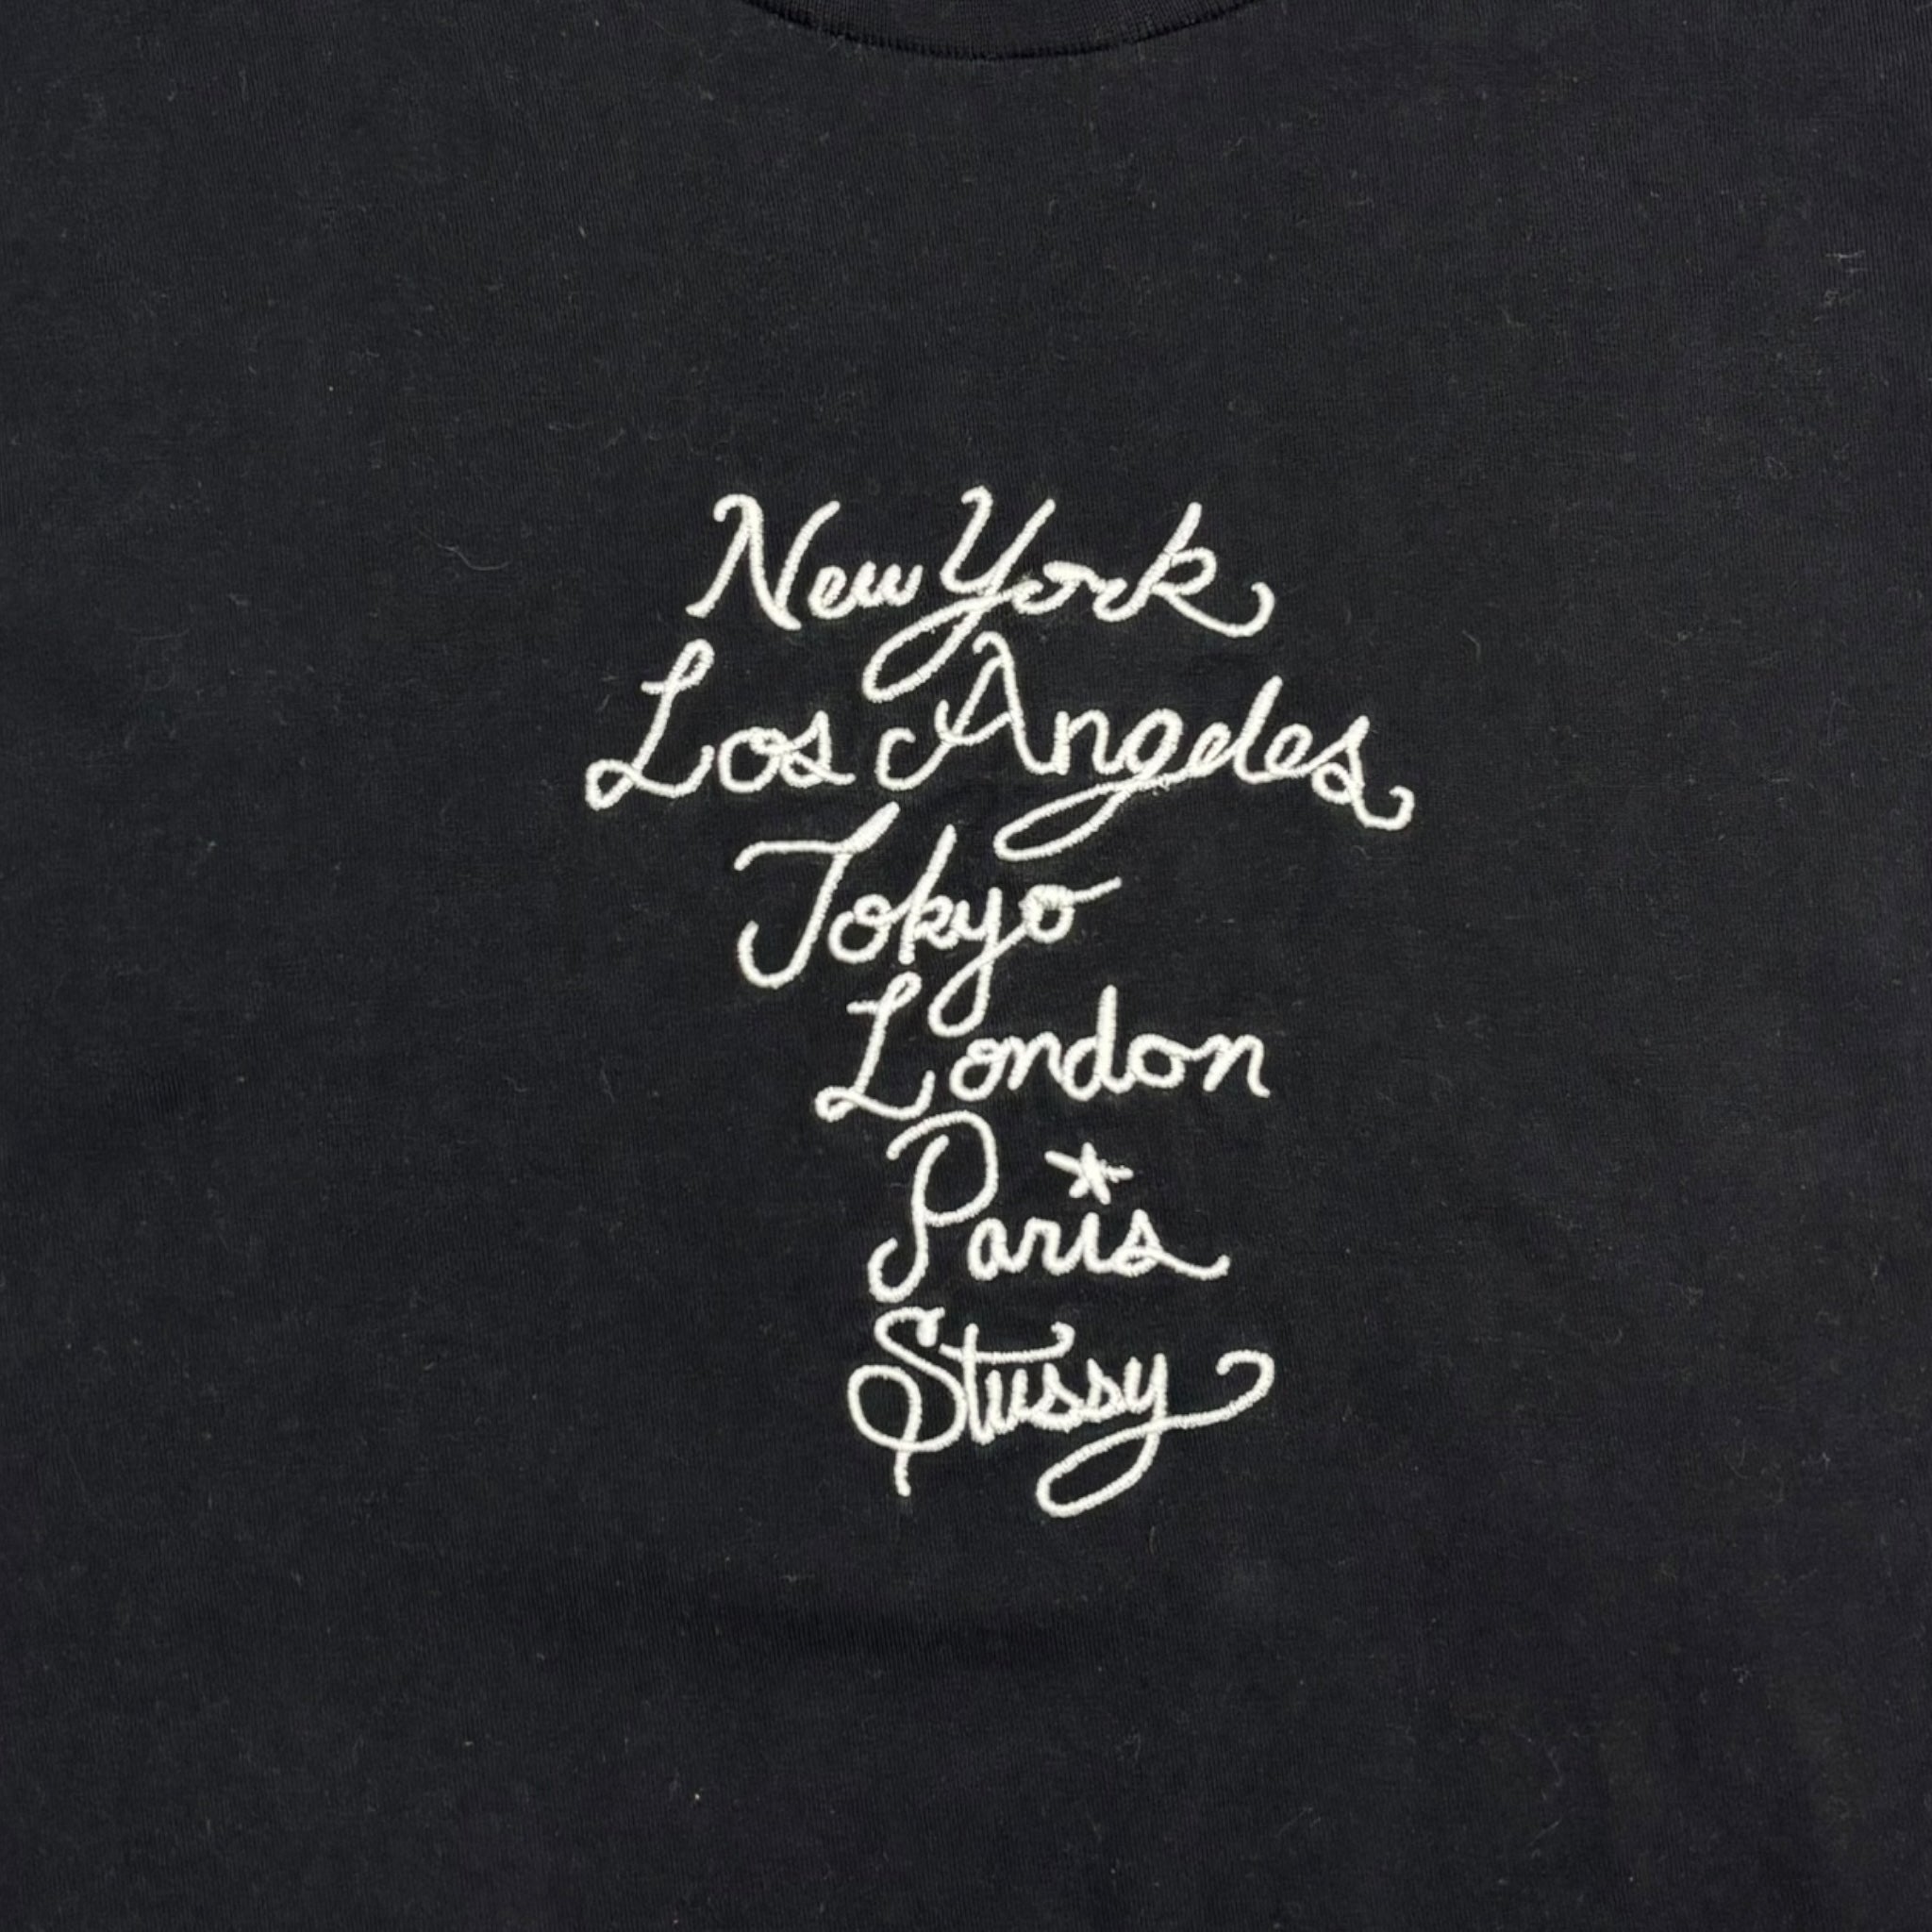 New York
Los Angeles
Tokyo
London
Paris
Stussy